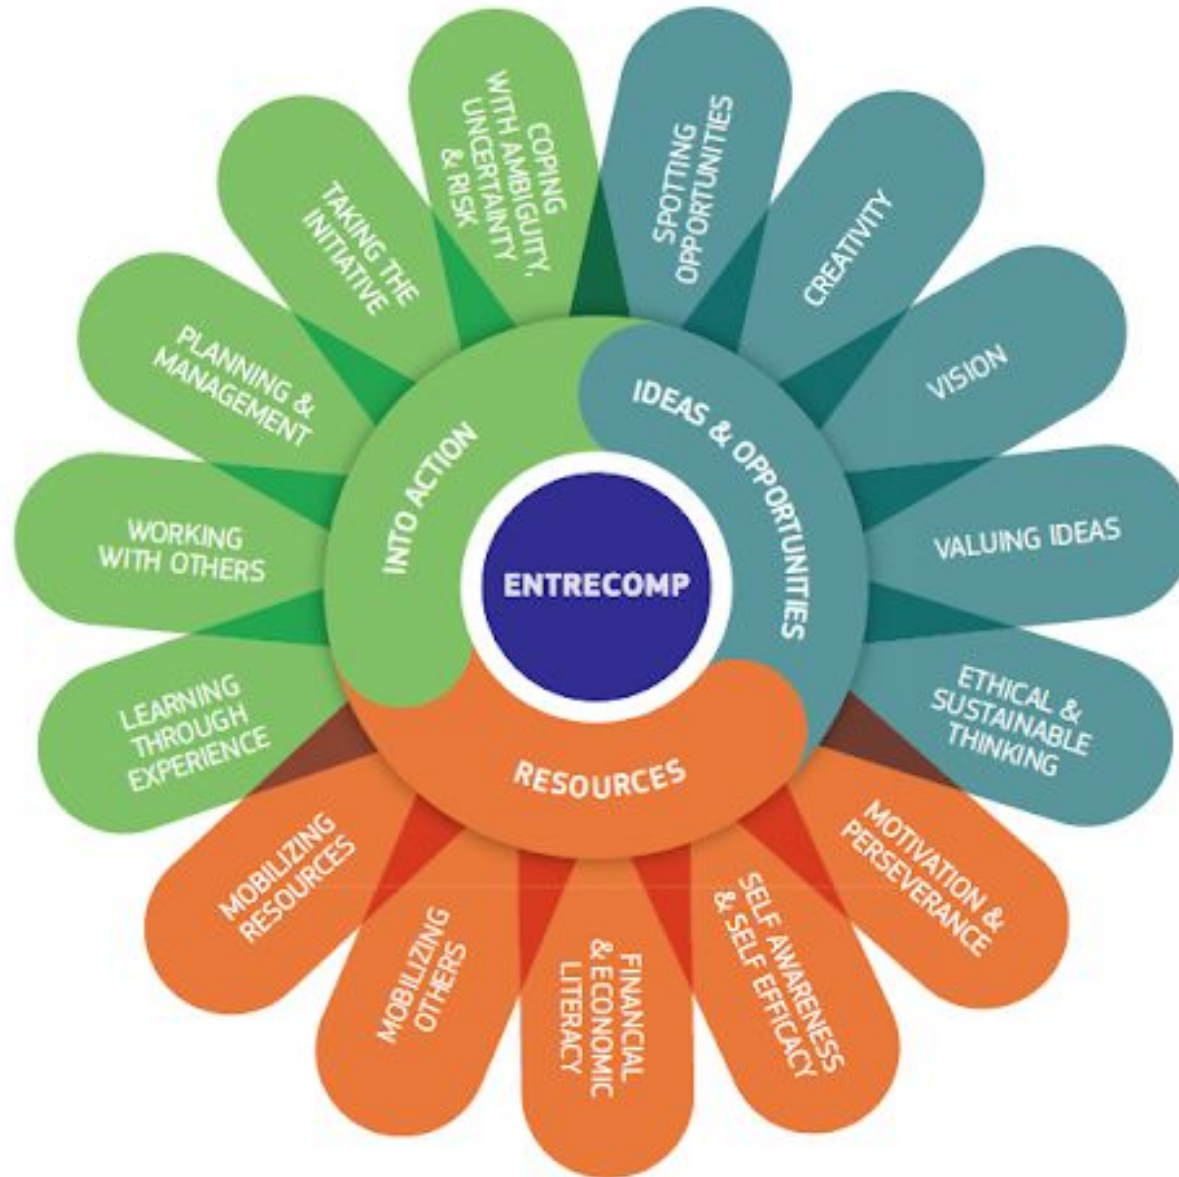 ENTRECOMP
IDEAS & OPPORTUNITIES
SPOTTING
OPPORTUNITIES
CREATIVITY
VISION
VALUING IDEAS
ETHICAL &
SUSTAINABLE
THINKING
RESOURCES
MOTIVATION &
PERSEVERANCE
SELF AWARENESS
& SELF EFFICACY
FINANCIAL
& ECONOMIC
LITERACY
MOBILIZING
OTHERS
MOBILIZING
RESOURCES
INTO ACTION
LEARNING
THROUGH
EXPERIENCE
WORKING
WITH OTHERS
PLANNING &
MANAGEMENT
TAKING THE
INITIATIVE
COPING
WITH AMBIGUITY,
UNCERTAINTY
& RISK